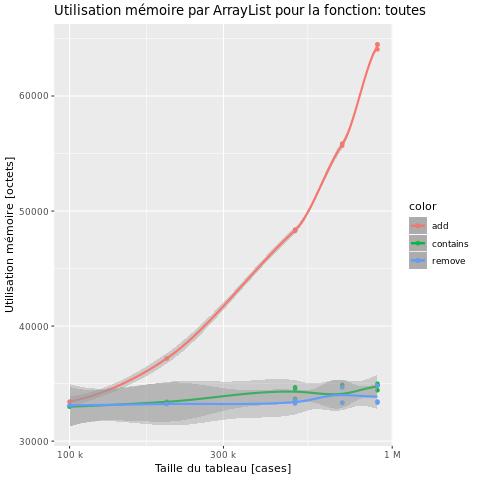 Utilisation mémoire par ArrayList pour la fonction: toutes
Utilisation mémoire [octets]
60000
50000
40000
30000
100 k
300 k
1 M
Taille du tableau [cases]
color
add
contains
remove